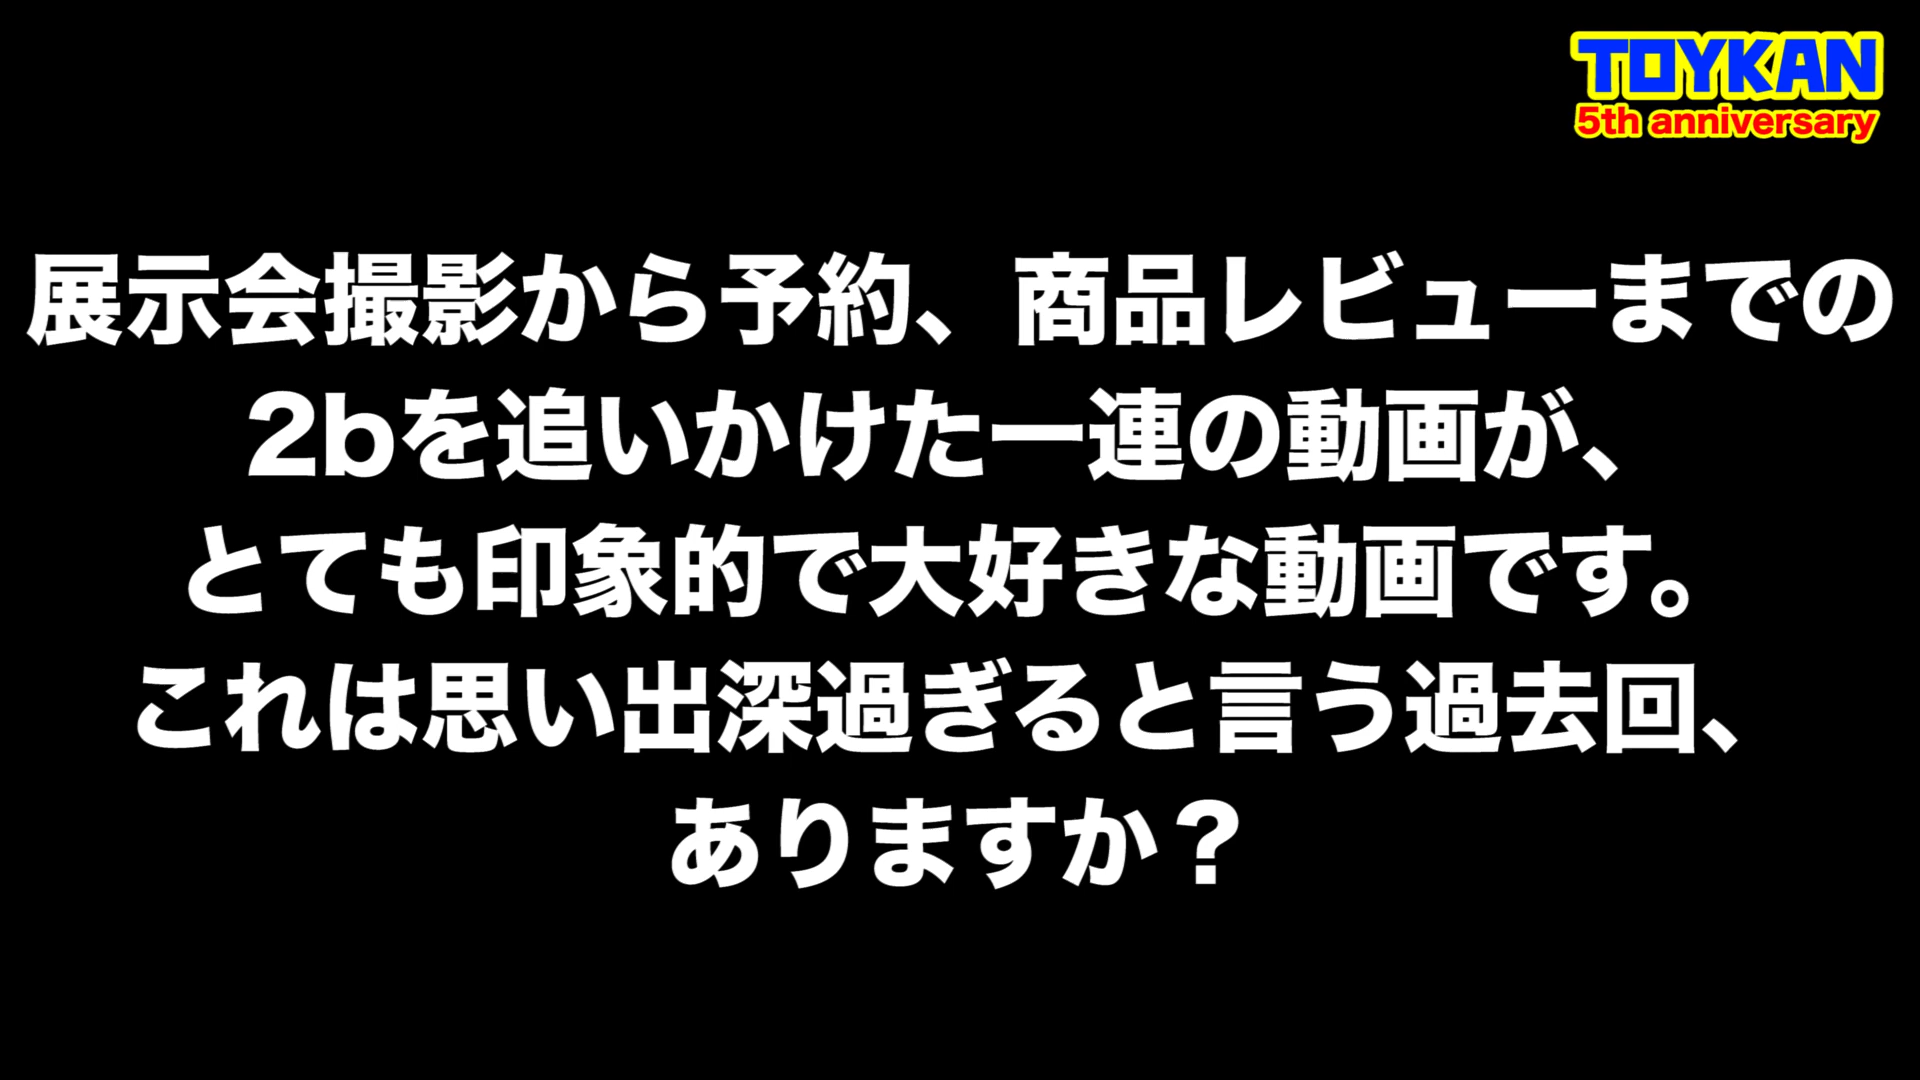 TOYKAN
5th anniversary
展示会撮影から予約、商品レビューまでの
2bを追いかけた一連の動画が、
とても印象的で大好きな動画です。
これは思い出深過ぎると言う過去回、
ありますか？